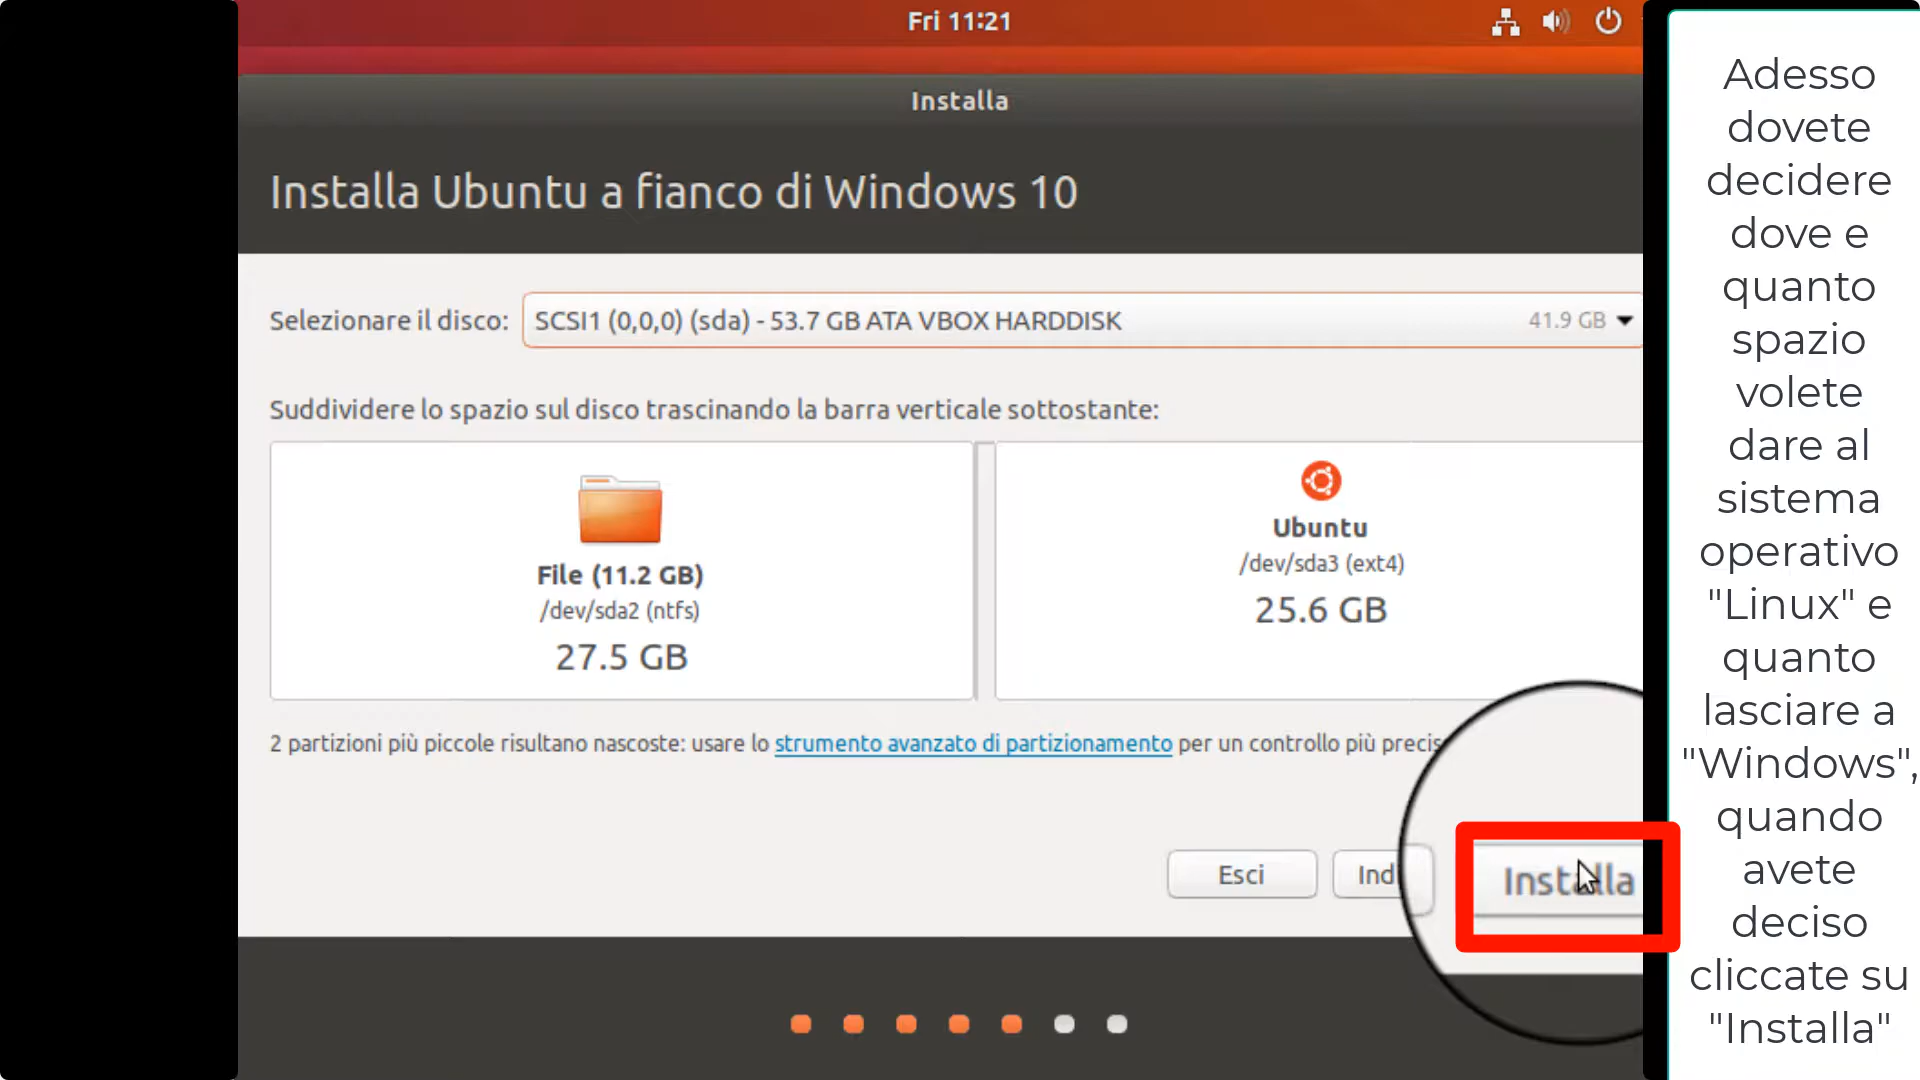 Fri 11:21
Installa
Installa Ubuntu a fianco di Windows 10
Selezionare il disco: SCSI1 (0,0,0) (sda) - 53.7 GB ATA VBOX HARDDISK 41.9 GB
Suddividere lo spazio sul disco trascinando la barra verticale sottostante:
File (11.2 GB)
/dev/sda2 (ntfs)
27.5 GB
Ubuntu
/dev/sda3 (ext4)
25.6 GB
2 partizioni più piccole risultano nascoste: usare lo strumento avanzato di partizionamento per un controllo più precis
Esci
Ind
Installa
Adesso
dovete
decidere
dove e
quanto
spazio
volete
dare al
sistema
operativo
"Linux" e
quanto
lasciare a
"Windows",
quando
avete
deciso
cliccate su
"Installa"